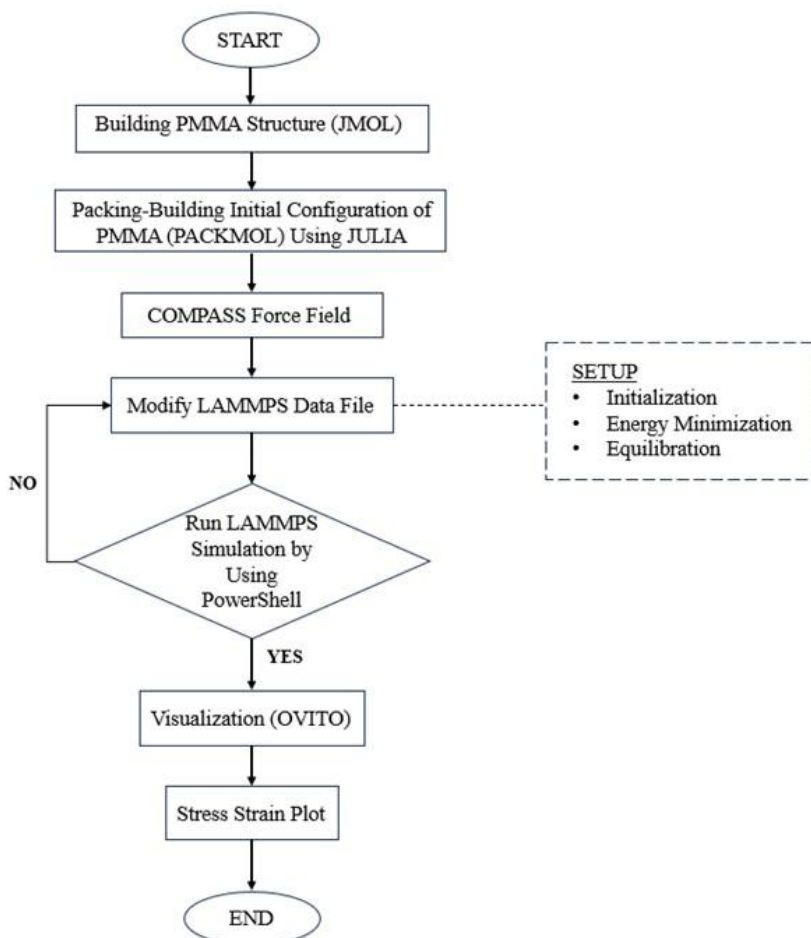 START
Building PMMA Structure (JMOL)
Packing-Building Initial Configuration of
PMMA (PACKMOL) Using JULIA
COMPASS Force Field
Modify LAMMPS Data File
SETUP
• Initialization
• Energy Minimization
• Equilibration
NO
Run LAMMPS
Simulation by
Using
PowerShell
YES
Visualization (OVITO)
Stress Strain Plot
END